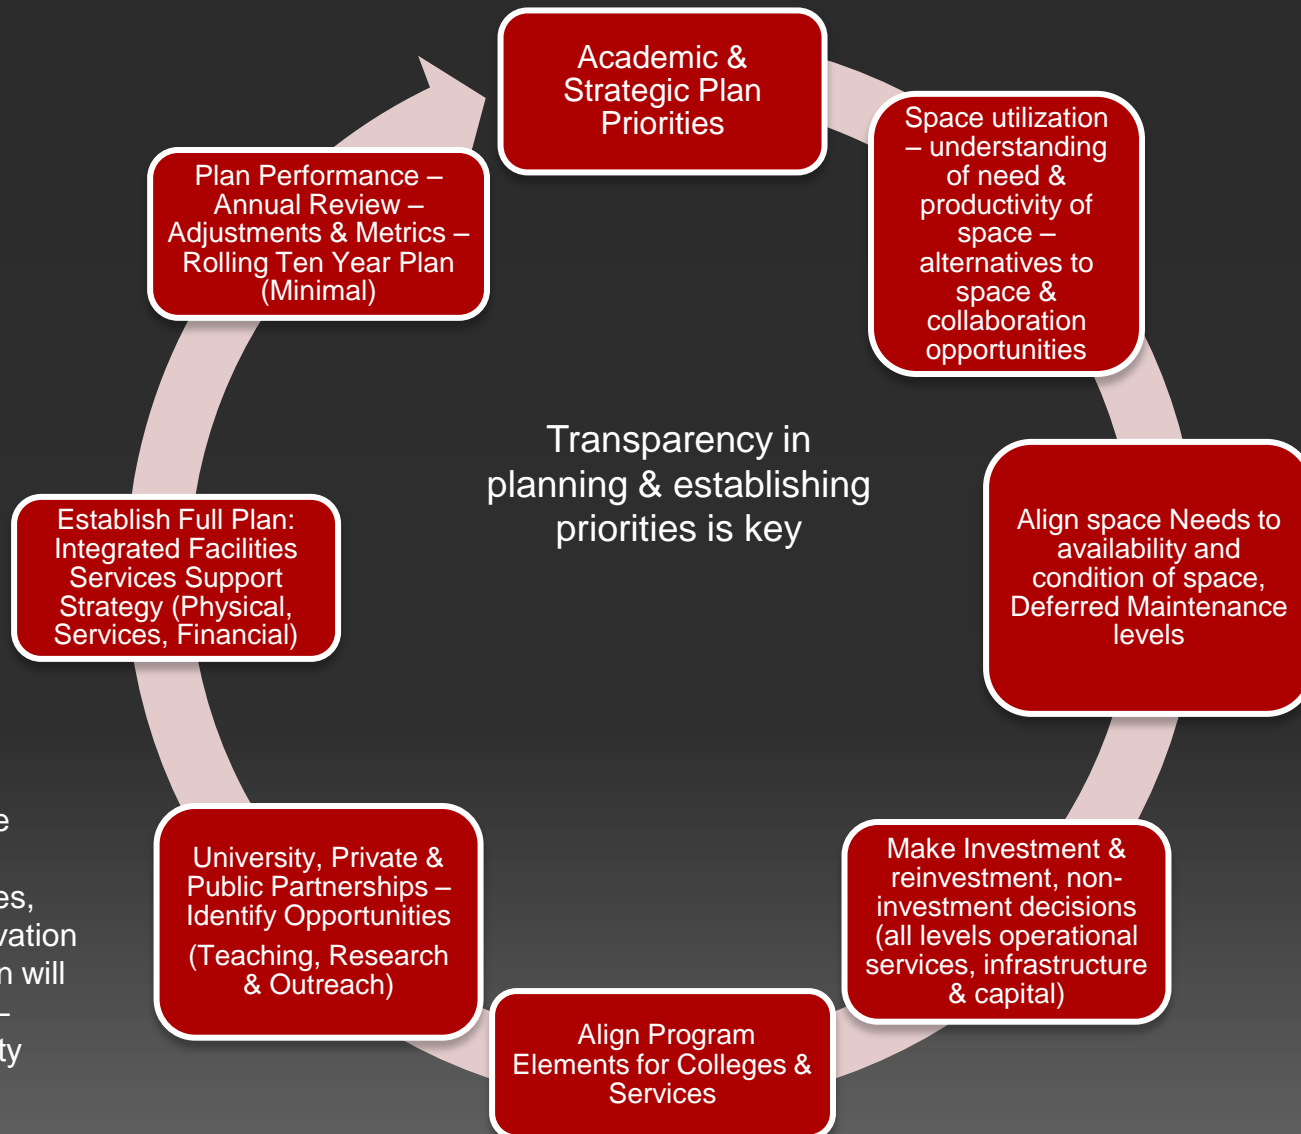 Academic &
Strategic Plan
Priorities
Space utilization
– understanding
of need &
productivity of
space –
alternatives to
space &
collaboration
opportunities
Align space Needs to
availability and
condition of space,
Deferred Maintenance
levels
Make Investment &
reinvestment, non-
investment decisions
(all levels operational
services, infrastructure
& capital)
Align Program
Elements for Colleges &
Services
University, Private &
Public Partnerships –
Identify Opportunities
(Teaching, Research
& Outreach)
Establish Full Plan:
Integrated Facilities
Services Support
Strategy (Physical,
Services, Financial)
Plan Performance –
Annual Review –
Adjustments & Metrics –
Rolling Ten Year Plan
(Minimal)
Transparency in
planning & establishing
priorities is key
will
–